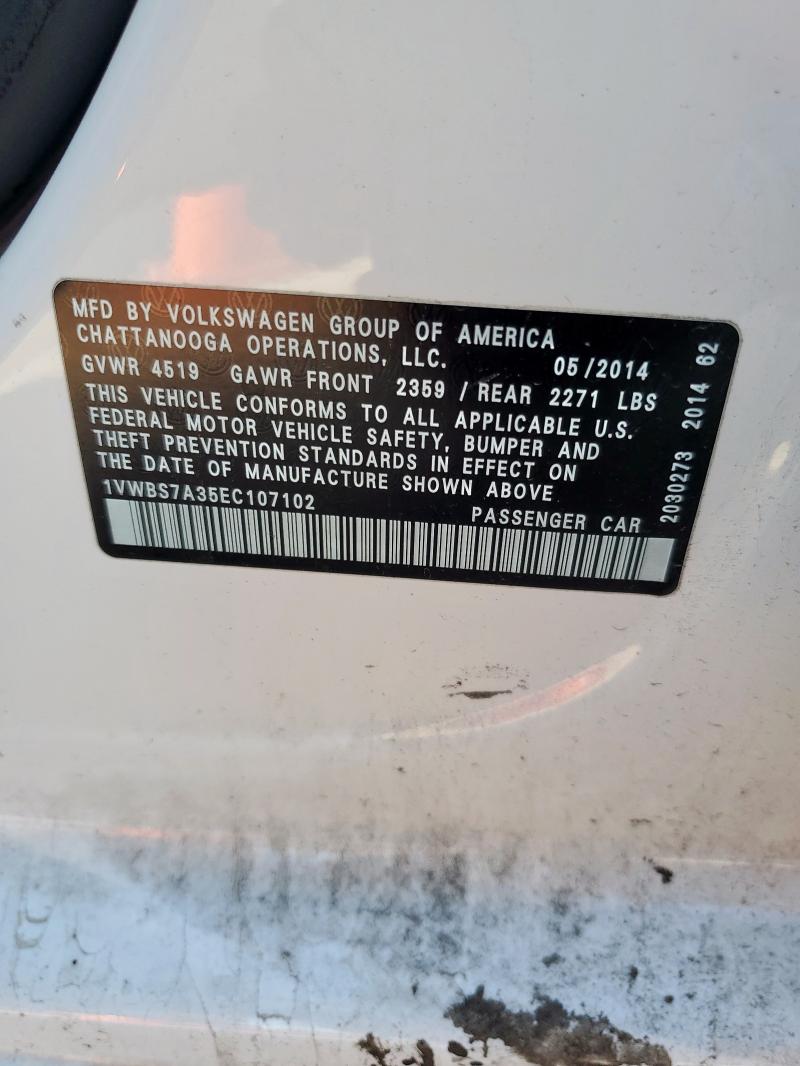 MFD BY VOLKSWAGEN GROUP OF AMERICA
CHATTANOOGA OPERATIONS, LLC.
05/2014
GVWR 4519 GAWR FRONT 2359 / REAR 2271 LBS
THIS VEHICLE CONFORMS TO ALL APPLICABLE U.S.
FEDERAL MOTOR VEHICLE SAFETY, BUMPER AND
THEFT PREVENTION STANDARDS IN EFFECT ON
THE DATE OF MANUFACTURE SHOWN ABOVE
1VWBS7A35EC107102
PASSENGER CAR
2030273 2014 62